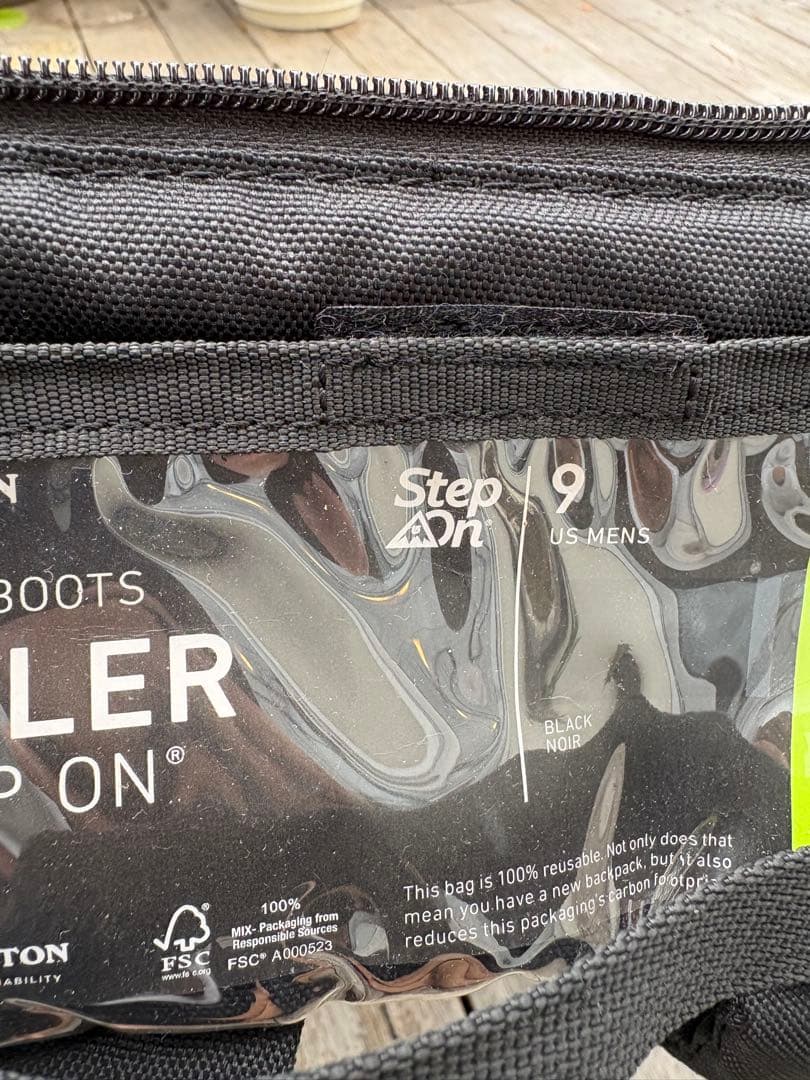 N
Step
On
9
US MENS
BOOTS
LER
P ON®
BLACK
NOIR
This bag is 100% reusable. Not only does that
mean you have a new backpack, but it also
reduces this packaging's carbon footpri
FSC
www.fsc.org
100%
MIX- Packaging from
Responsible Sources
FSC® A000523
TON
ABILITY